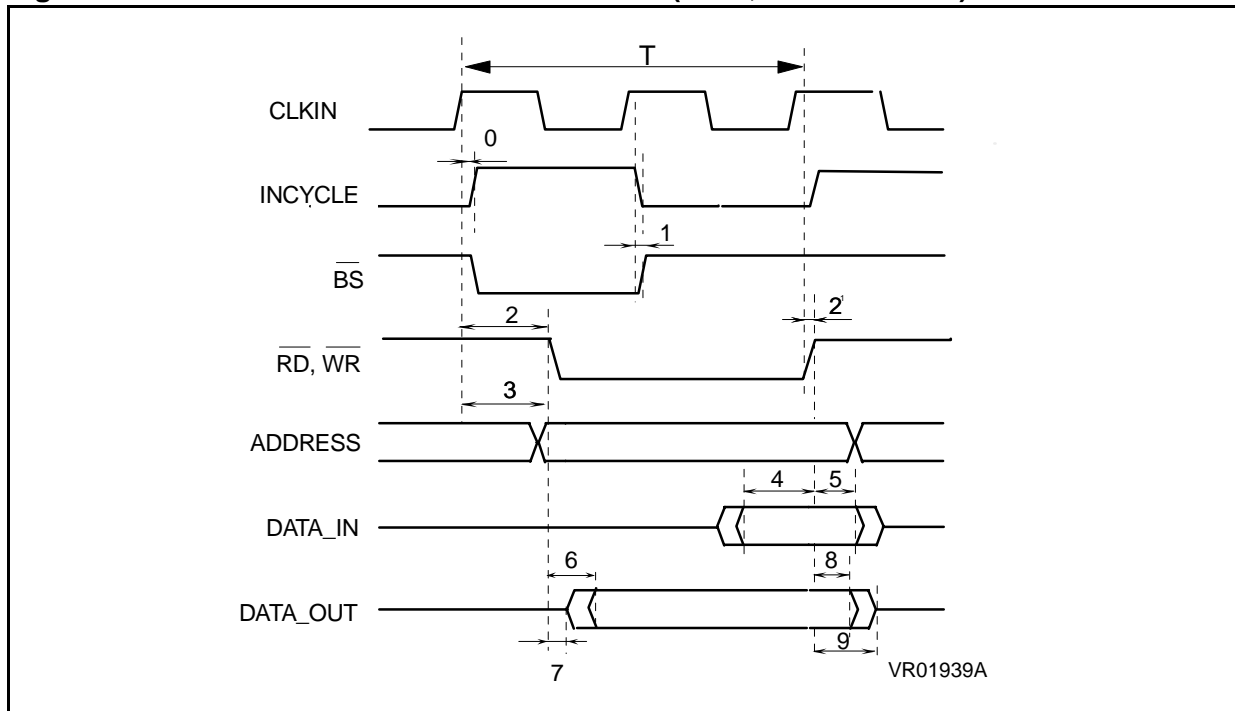 T
CLKIN
0
INCYCLE
1
BS
2
2
RD, WR
3
ADDRESS
4
5
DATA_IN
6
8
DATA_OUT
9
7
VR01939A